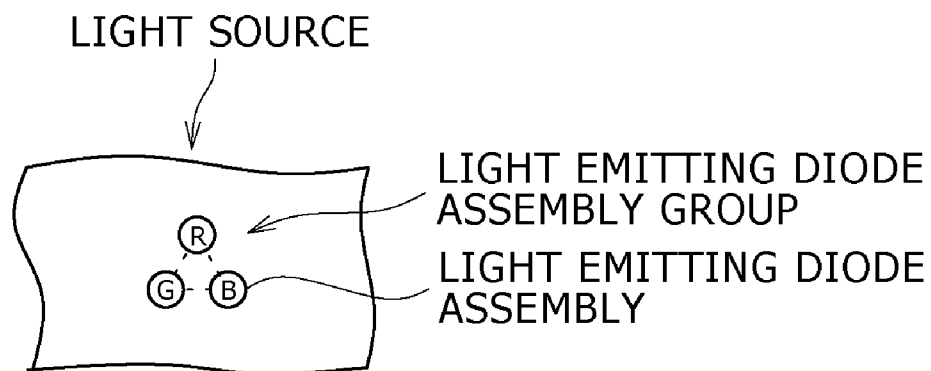 LIGHT SOURCE
LIGHT EMITTING DIODE
ASSEMBLY GROUP
R
G
B
LIGHT EMITTING DIODE
ASSEMBLY